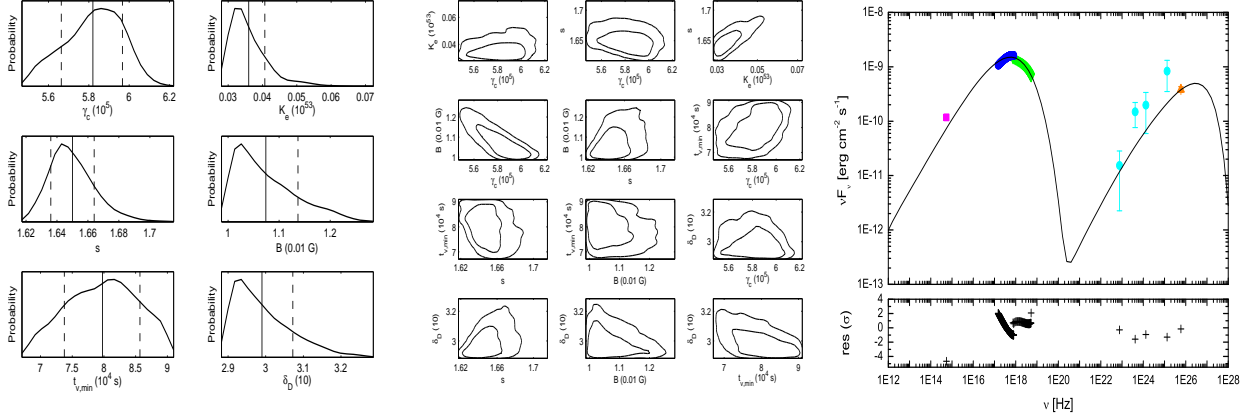 Probability
5.6 5.8 6 6.2
γc (10^5)
Probability
0.03 0.04 0.05 0.06 0.07
Ke (10^53)
Probability
1.62 1.64 1.66 1.68 1.7
s
Probability
1 1.1 1.2
B (0.01 G)
Probability
7 7.5 8 8.5 9
tv,min (10^4 s)
Probability
2.9 3 3.1 3.2
δD (10)
Ke (10^53)
0.06
0.04
5.6 5.8 6 6.2
γc (10^5)
s
1.7
1.65
5.6 5.8 6 6.2
γc (10^5)
s
1.7
1.65
0.03 0.05 0.07
Ke (10^53)
B (0.01 G)
1.2
1.1
1
5.6 5.8 6 6.2
γc (10^5)
B (0.01 G)
1.2
1.1
1
1.62 1.66 1.7
s
tv,min (10^4 s)
9
8
7
5.6 5.8 6 6.2
γc (10^5)
tv,min (10^4 s)
9
8
7
1.62 1.66 1.7
s
tv,min (10^4 s)
9
8
7
1 1.1 1.2
B (0.01 G)
δD (10)
3.2
3
5.6 5.8 6 6.2
γc (10^5)
δD (10)
3.2
3
1.62 1.66 1.7
s
δD (10)
3.2
3
1 1.1 1.2
B (0.01 G)
δD (10)
3.2
3
7 8 9
tv,min (10^4 s)
νFν [erg cm-2 s-1]
1E-8
1E-9
1E-10
1E-11
1E-12
1E-13
res (σ)
4
2
0
-2
-4
1E12 1E14 1E16 1E18 1E20 1E22 1E24 1E26 1E28
ν [Hz]